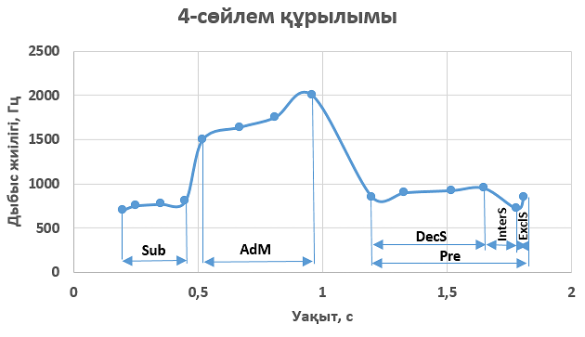 4-сөйлем құрылымы
Дыбыс жиілігі, Гц
2500
2000
1500
1000
500
0
Sub
AdM
DecS
InterS
ExclS
Pre
0 0,5 1 1,5 2
Уақыт, с